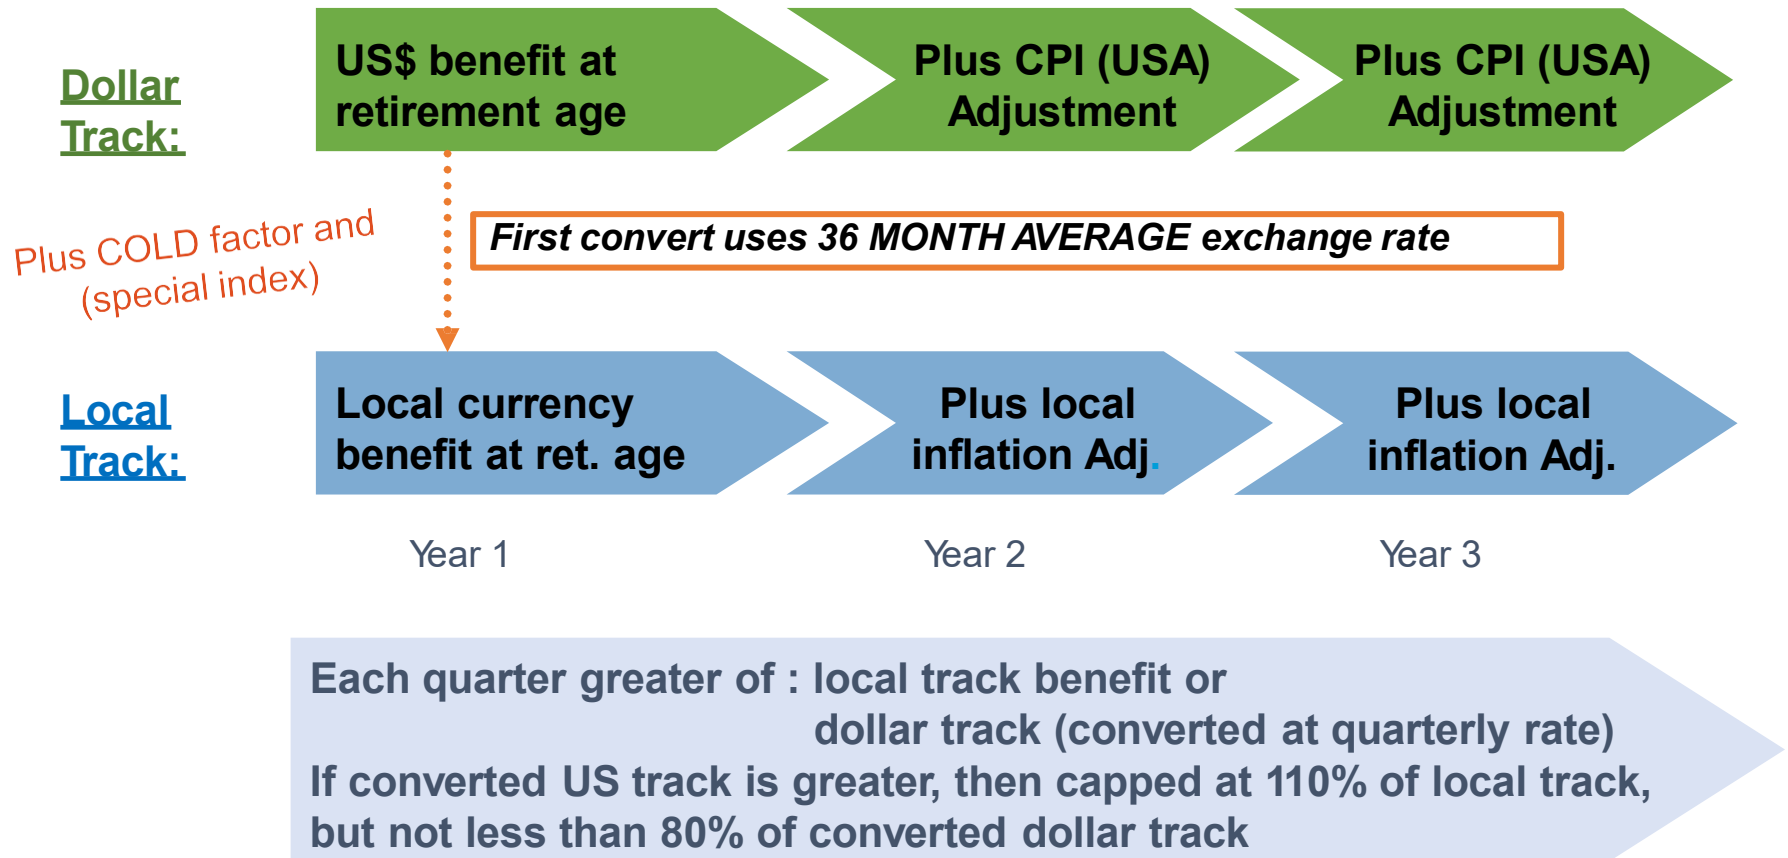 Dollar
Track:
US$ benefit at
retirement age
Plus CPI (USA)
Adjustment
Plus CPI (USA)
Adjustment
Plus COLD factor and
(special index)
First convert uses 36 MONTH AVERAGE exchange rate
Local
Track:
Local currency
benefit at ret. age
Plus local
inflation Adj.
Plus local
inflation Adj.
Year 1
Year 2
Year 3
Each quarter greater of : local track benefit or
dollar track (converted at quarterly rate)
If converted US track is greater, then capped at 110% of local track,
but not less than 80% of converted dollar track